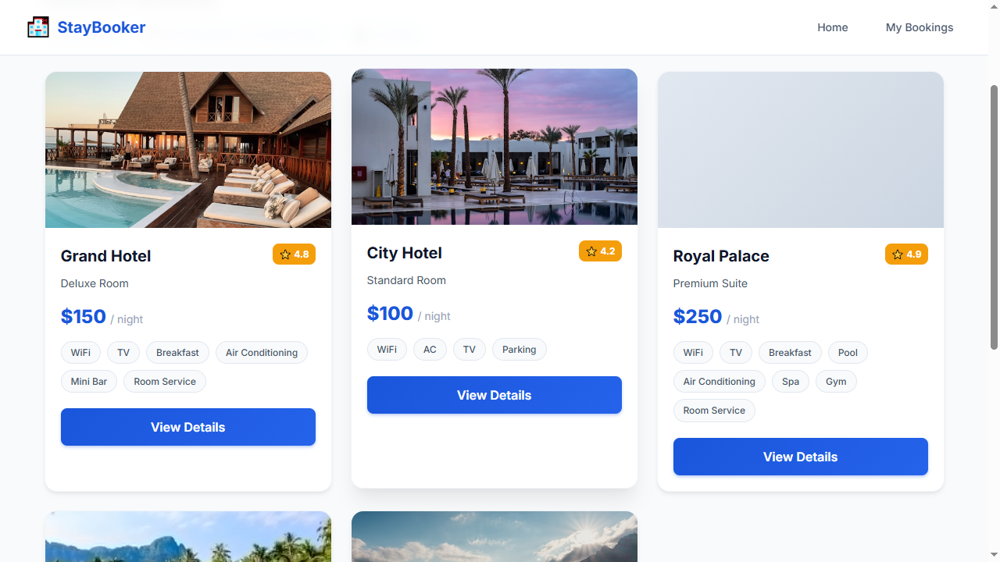 StayBooker
Home
My Bookings
Grand Hotel
4.8
Deluxe Room
$150 / night
WiFi
TV
Breakfast
Air Conditioning
Mini Bar
Room Service
View Details
City Hotel
4.2
Standard Room
$100 / night
WiFi
AC
TV
Parking
View Details
Royal Palace
4.9
Premium Suite
$250 / night
WiFi
TV
Breakfast
Pool
Air Conditioning
Spa
Gym
Room Service
View Details